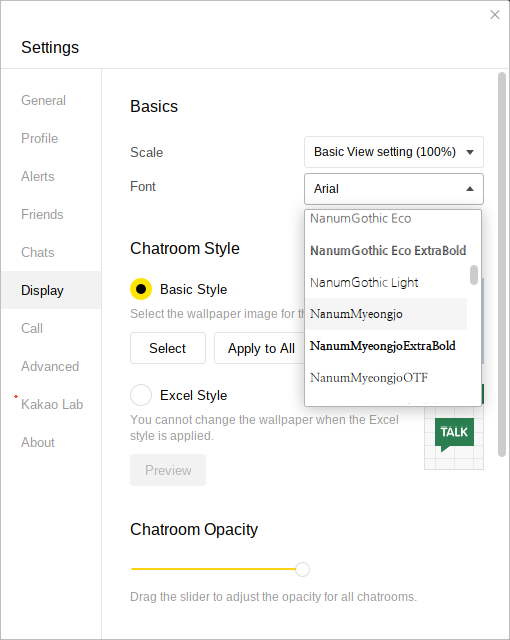 Settings
General
Profile
Alerts
Friends
Chats
Display
Call
Advanced
Kakao Lab
About
Basics
Scale
Basic View setting (100%)
Font
Arial
NanumGothic Eco
NanumGothic Eco ExtraBold
NanumGothic Light
NanumMyeongjo
NanumMyeongjoExtraBold
NanumMyeongjoOTF
Chatroom Style
Basic Style
Select the wallpaper image for
Select
Apply to All
Excel Style
You cannot change the wallpaper when the Excel
style is applied.
Preview
TALK
Chatroom Opacity
Drag the slider to adjust the opacity for all chatrooms.